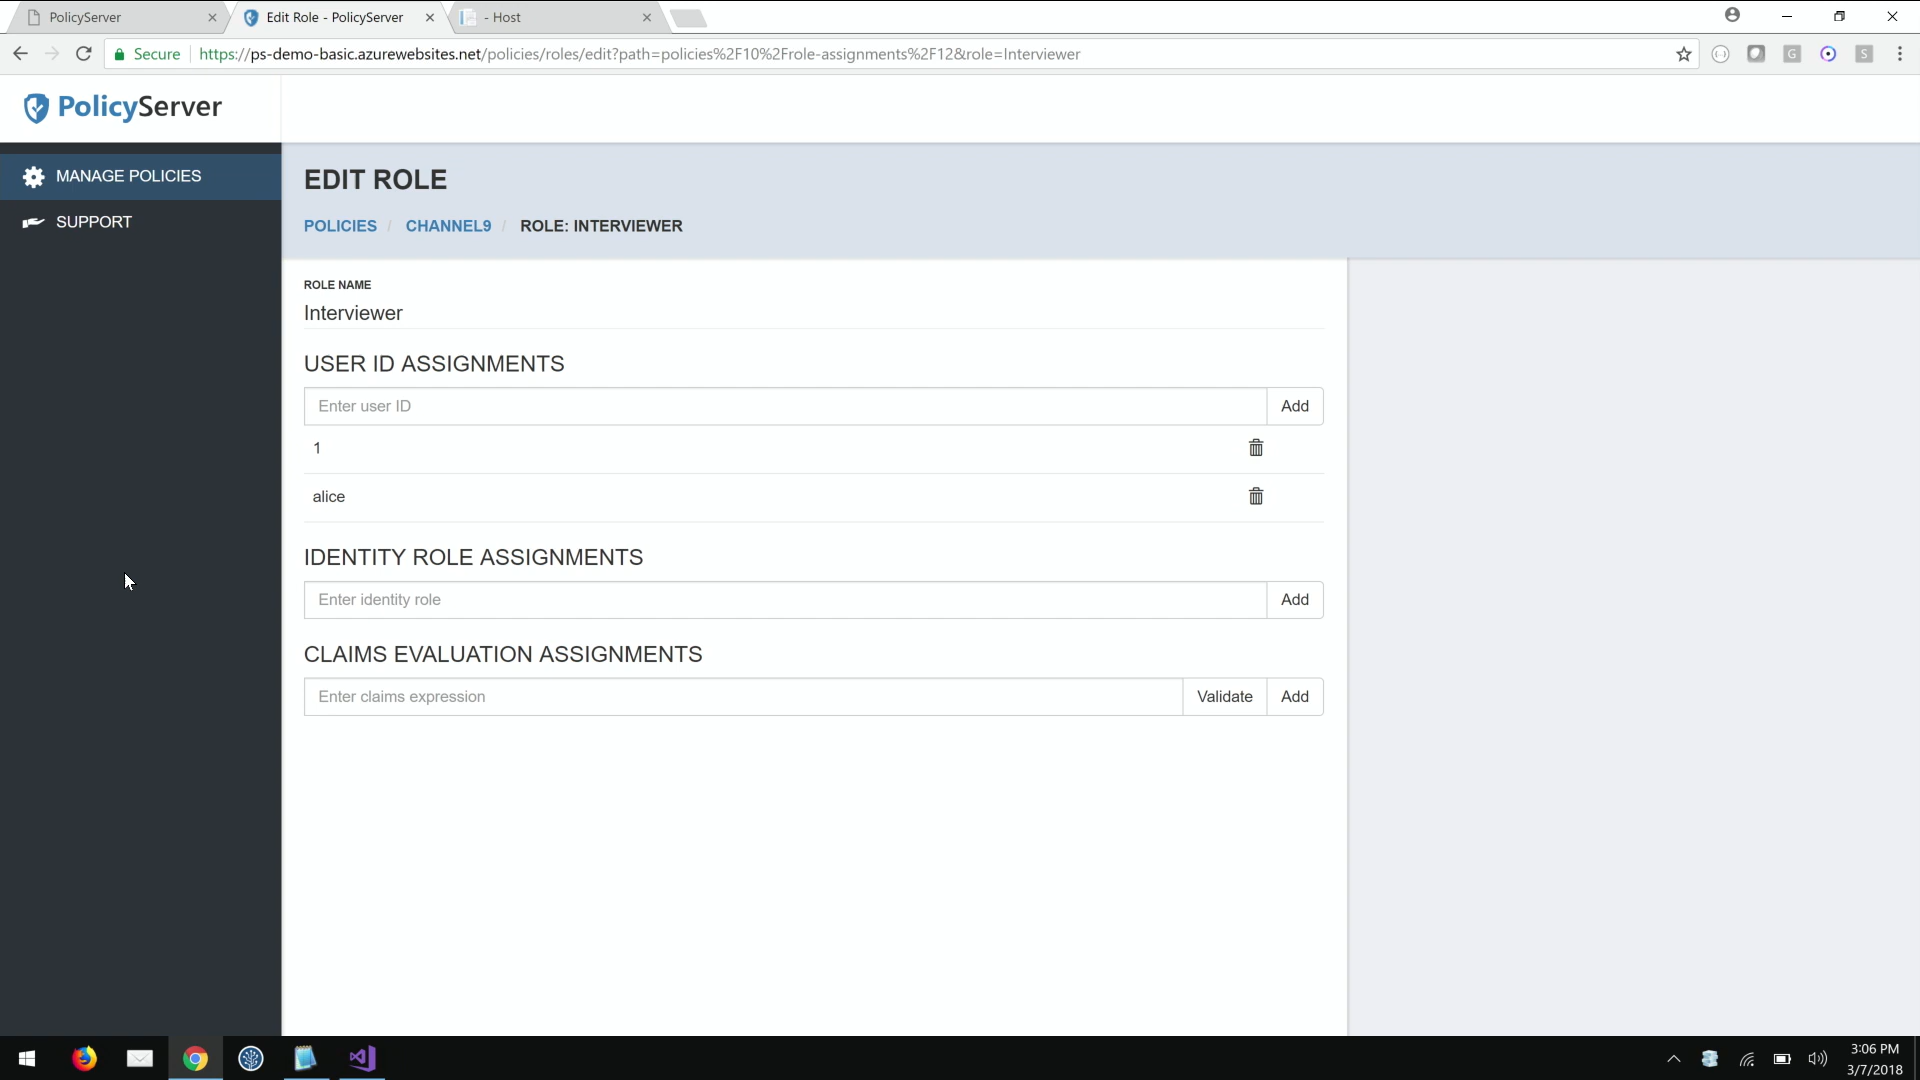 PolicyServer
Edit Role - PolicyServer
- Host
Secure
https://ps-demo-basic.azurewebsites.net/policies/roles/edit?path=policies%2F10%2Frole-assignments%2F12&role=Interviewer
G
S
PolicyServer
MANAGE POLICIES
SUPPORT
EDIT ROLE
POLICIES / CHANNEL9 / ROLE: INTERVIEWER
ROLE NAME
Interviewer
USER ID ASSIGNMENTS
Enter user ID
Add
1
alice
IDENTITY ROLE ASSIGNMENTS
Enter identity role
Add
CLAIMS EVALUATION ASSIGNMENTS
Enter claims expression
Validate
Add
3:06 PM
3/7/2018